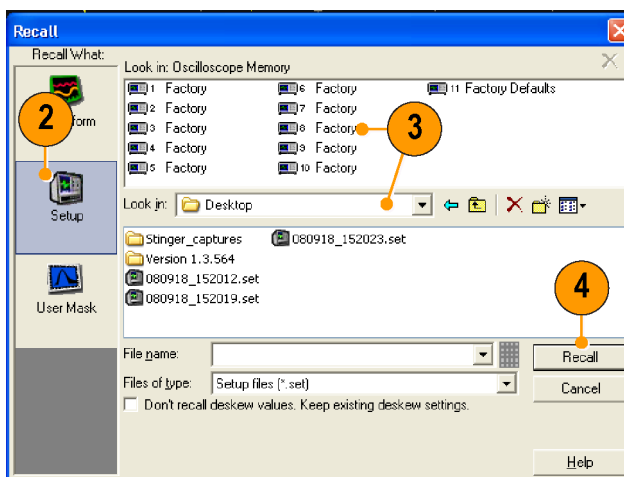 Recall
Recall What:
Look in: Oscilloscope Memory
1 Factory
2 Factory
3 Factory
4 Factory
5 Factory
6 Factory
7 Factory
8 Factory
9 Factory
10 Factory
11 Factory Defaults
2
form
3
Setup
Look in: Desktop
Stinger_captures
Version 1.3.564
080918_152012.set
080918_152019.set
080918_152023.set
User Mask
4
File name:
Recall
Files of type: Setup files (*.set)
Cancel
Don't recall deskew values. Keep existing deskew settings.
Help